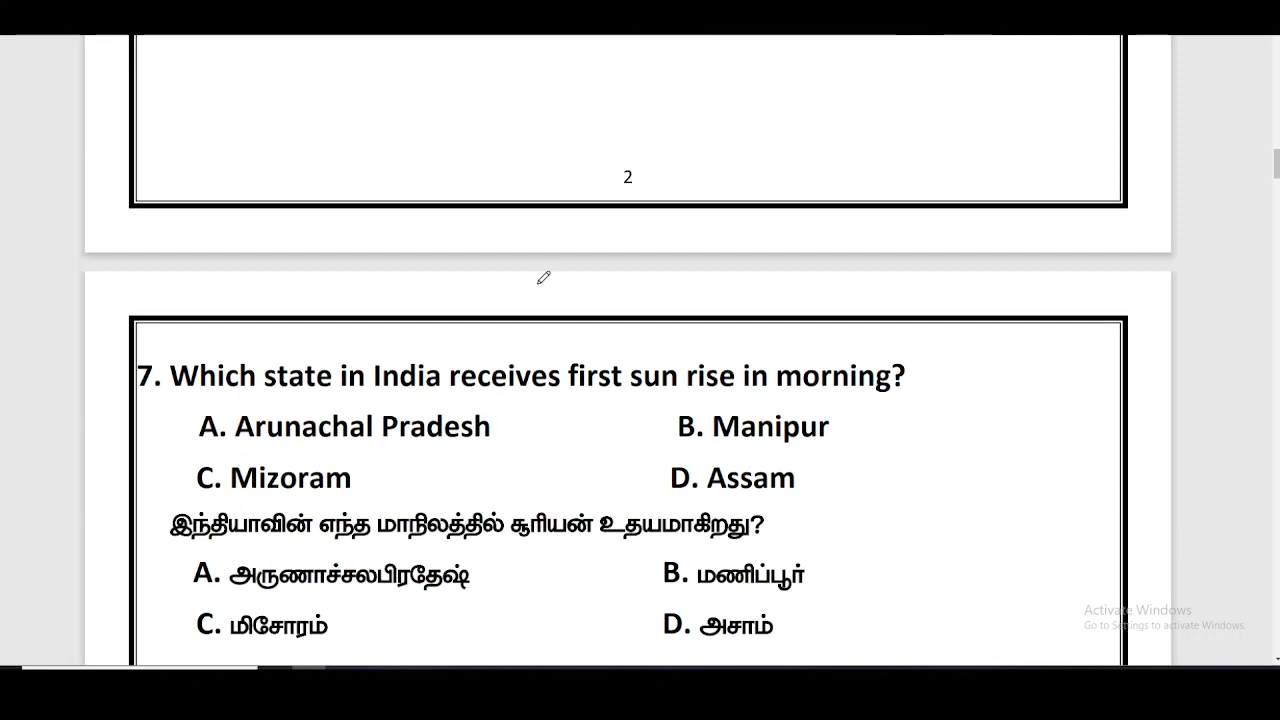 2
7. Which state in India receives first sun rise in morning?
A. Arunachal Pradesh B. Manipur
C. Mizoram D. Assam
இந்தியாவின் எந்த மாநிலத்தில் சூரியன் உதயமாகிறது?
A. அருணாச்சலபிரதேஷ் B. மணிப்பூர்
C. மிசோரம் D. அசாம்
Activate Windows
Go to Settings to activate Windows.